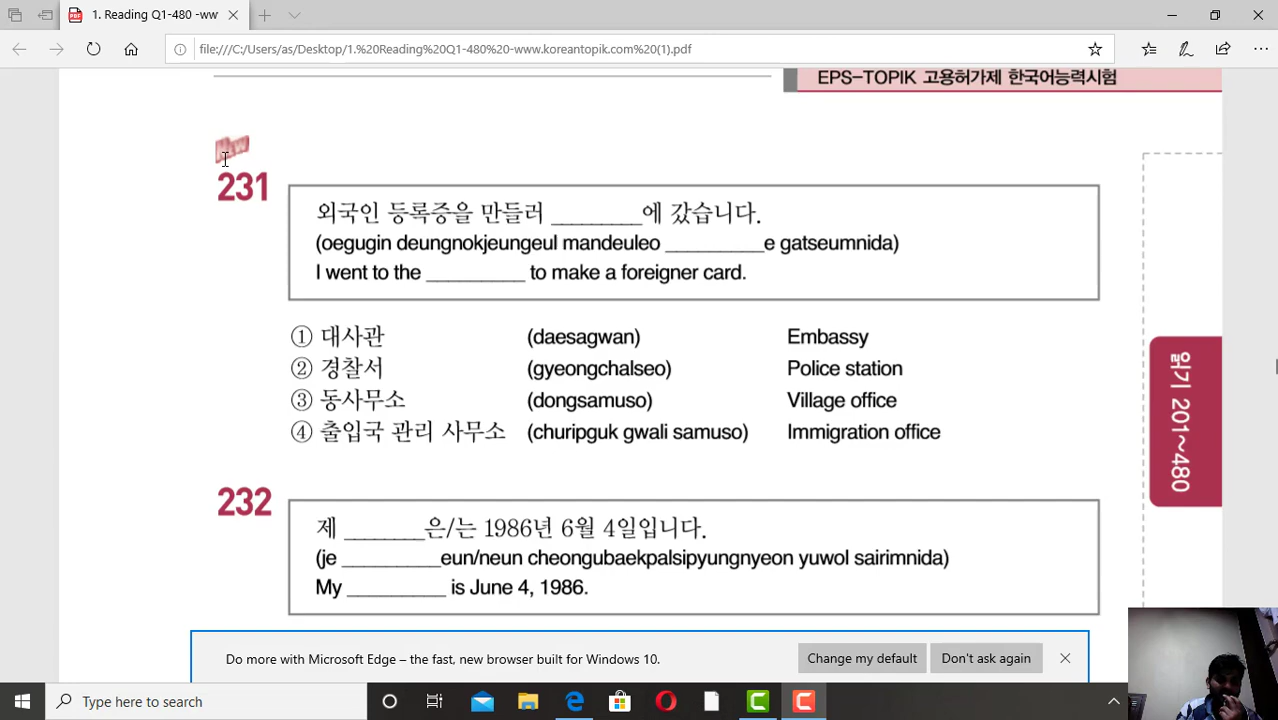 1. Reading Q1-480 -ww
file:///C:/Users/as/Desktop/1.%20Reading%20Q1-480%20-www.koreantopik.com%20(1).pdf
EPS-TOPIK 고용허가제 한국어능력시험
231
외국인 등록증을 만들러 ________에 갔습니다.
(oegugin deungnokjeungeul mandeuleo _________e gatseumnida)
I went to the _________ to make a foreigner card.
① 대사관 (daesagwan) Embassy
② 경찰서 (gyeongchalseo) Police station
③ 동사무소 (dongsamuso) Village office
④ 출입국 관리 사무소 (churipguk gwali samuso) Immigration office
읽기 201~480
232
제 ________은/는 1986년 6월 4일입니다.
(je _________eun/neun cheongubaekpalsipyungnyeon yuwol sairimnida)
My _________ is June 4, 1986.
Do more with Microsoft Edge – the fast, new browser built for Windows 10.
Change my default
Don't ask again
Type here to search